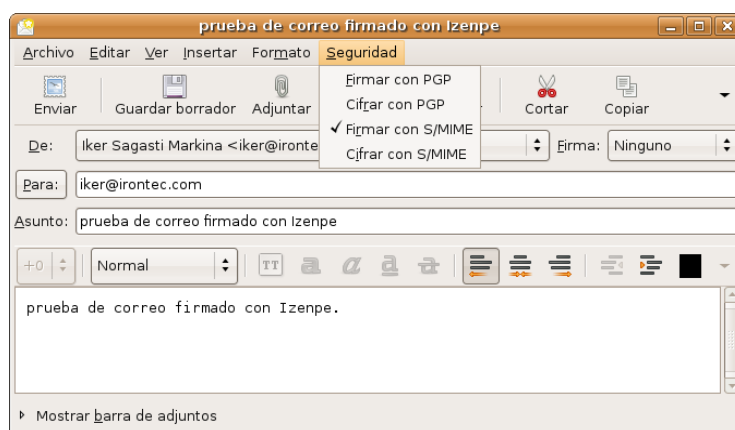 prueba de correo firmado con Izenpe
Archivo Editar Ver Insertar Formato Seguridad
Firmar con PGP
Cifrar con PGP
✓ Firmar con S/MIME
Cifrar con S/MIME
Enviar Guardar borrador Adjuntar Cortar Copiar
De: Iker Sagasti Markina <iker@ironte Firma: Ninguno
Para: iker@irontec.com
Asunto: prueba de correo firmado con Izenpe
+0 Normal TT a a a a
prueba de correo firmado con Izenpe.
Mostrar barra de adjuntos